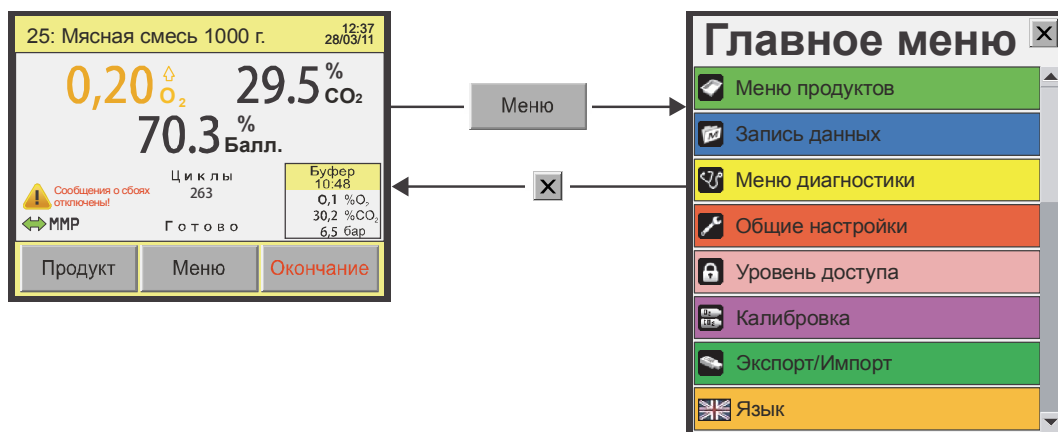 25: Мясная смесь 1000 г.
12:37
28/03/11
0,20 O2
29.5 % CO2
70.3 % Балл.
Сообщения о сбоях
отключены!
Циклы
263
MMP
Готово
Буфер
10:48
0,1 %O2
30,2 %CO2
6,5 бар
Продукт
Меню
Окончание
Меню
X
Главное меню
X
Меню продуктов
M
Запись данных
Меню диагностики
Общие настройки
Уровень доступа
O2
CO2
Калибровка
Экспорт/Импорт
Язык